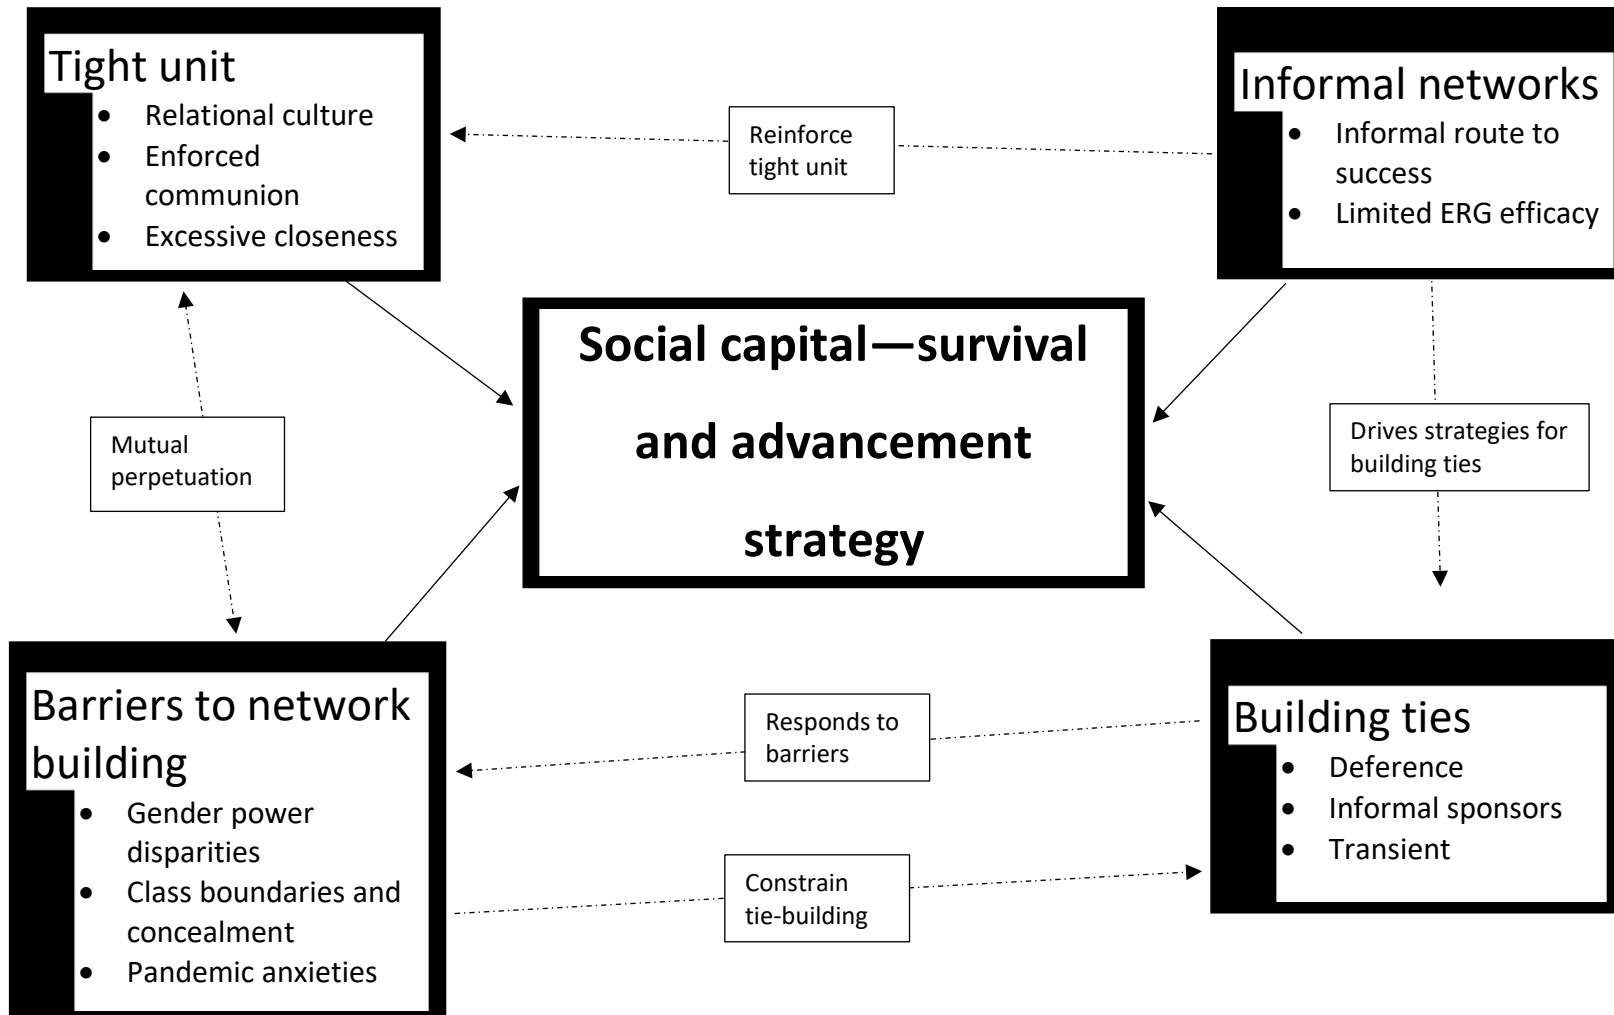 Tight unit
• Relational culture
• Enforced
communion
• Excessive closeness
Reinforce
tight unit
Informal networks
• Informal route to
success
• Limited ERG efficacy
Social capital—survival
and advancement
strategy
Mutual
perpetuation
Drives strategies for
building ties
Barriers to network
building
• Gender power
disparities
• Class boundaries and
concealment
• Pandemic anxieties
Responds to
barriers
Constrain
tie-building
Building ties
• Deference
• Informal sponsors
• Transient